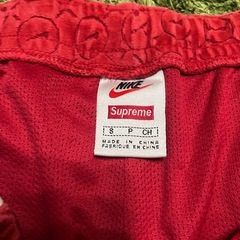 NIKE
Supreme
S P CH
MADE IN CHINA
FABRIQUÉ EN CHINE